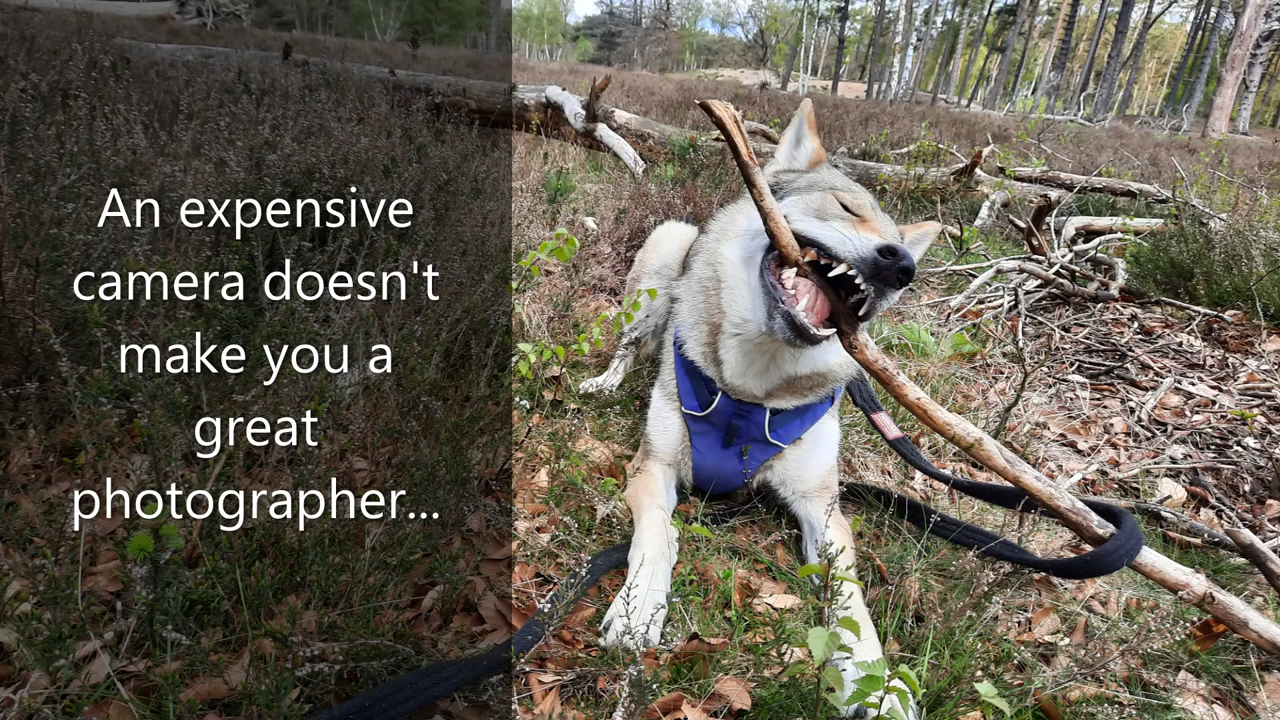 An expensive
camera doesn't
make you a
great
photographer...